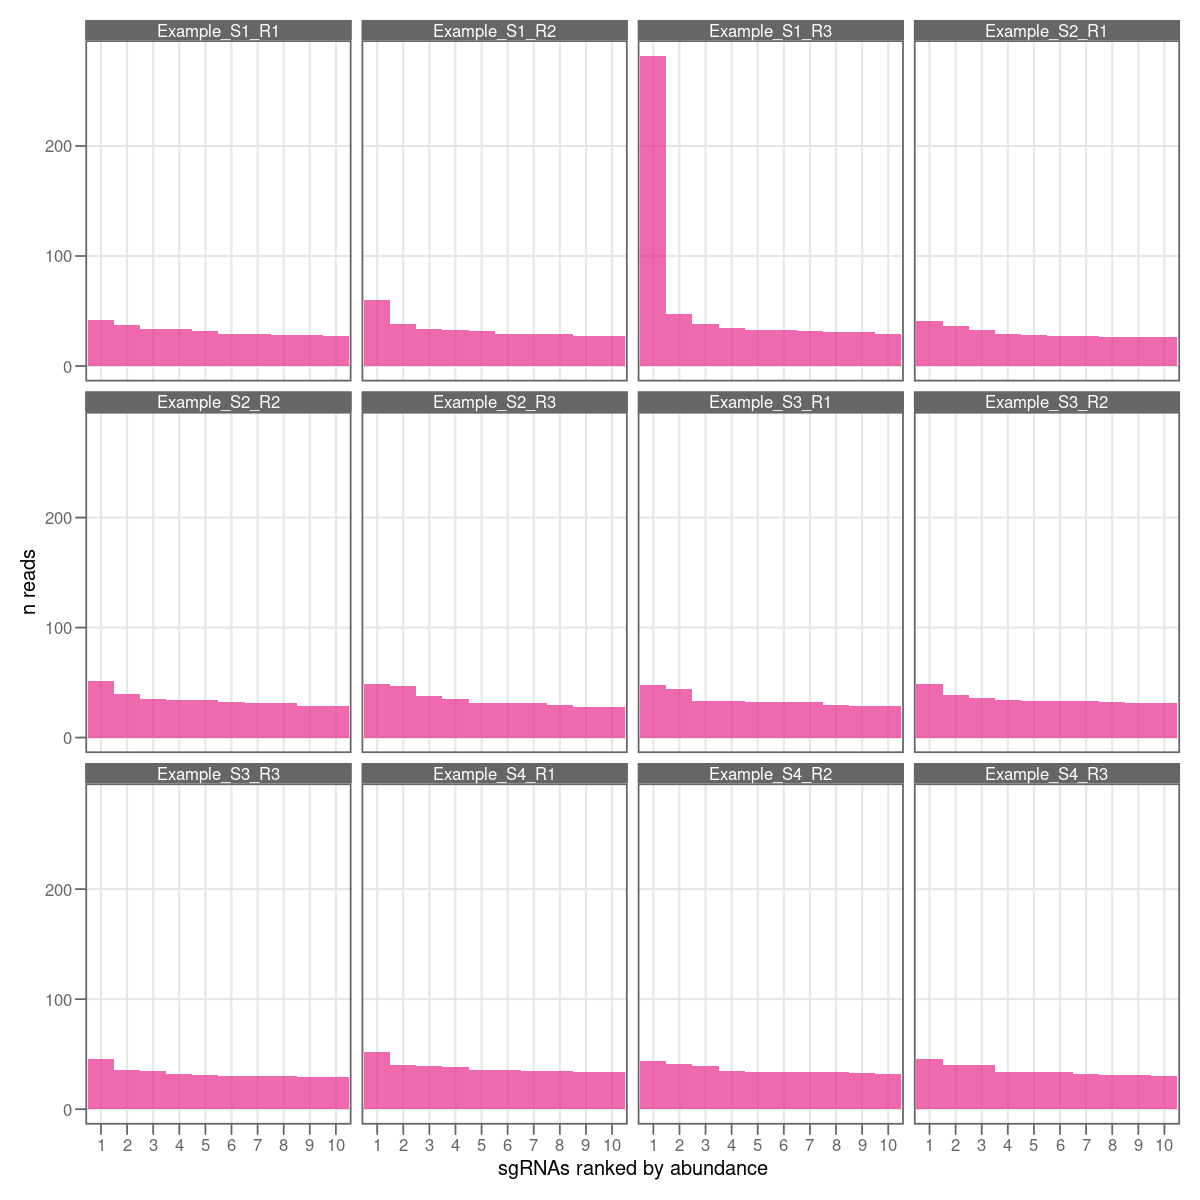 Example_S1_R1 Example_S1_R2 Example_S1_R3 Example_S2_R1
200
100
0
Example_S2_R2 Example_S2_R3 Example_S3_R1 Example_S3_R2
200
100
0
n reads
Example_S3_R3 Example_S4_R1 Example_S4_R2 Example_S4_R3
200
100
0
1 2 3 4 5 6 7 8 9 10 1 2 3 4 5 6 7 8 9 10 1 2 3 4 5 6 7 8 9 10 1 2 3 4 5 6 7 8 9 10
sgRNAs ranked by abundance